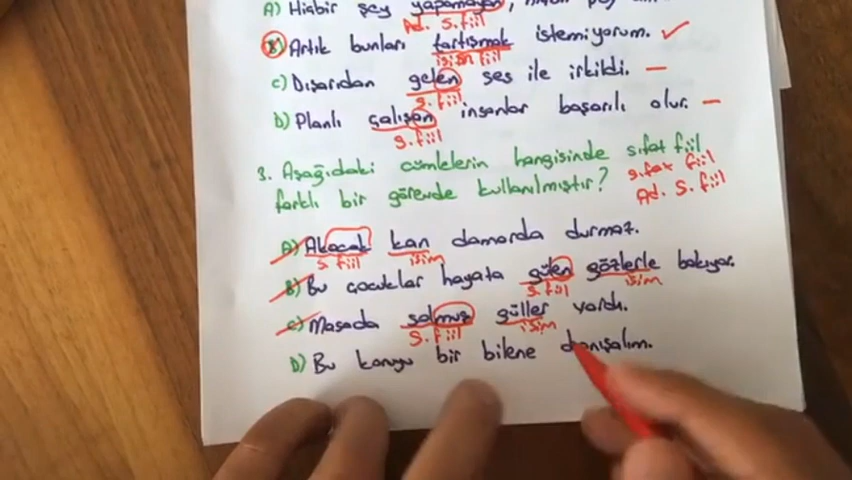 A) Hiçbir şey yapamayan,
Ad. s.fiil
B) Artık bunları tartışmak istemiyorum. ✓
isim fiil
c) Dışarıdan gelen ses ile irkildi. —
s.fiil
D) Planlı çalışan insanlar başarılı olur. —
s.fiil
3. Aşağıdaki cümlelerin hangisinde sıfat fiil
sıfat fiil
farklı bir görevde kullanılmıştır?
Ad. s.fiil
A) Akacak kan damarda durmaz.
s.fiil isim
B) Bu çocuklar hayata gülen gözlerle bakıyor.
s.fiil isim
c) Masada solmuş güller vardı.
s.fiil isim
D) Bu konuyu bir bilene danışalım.